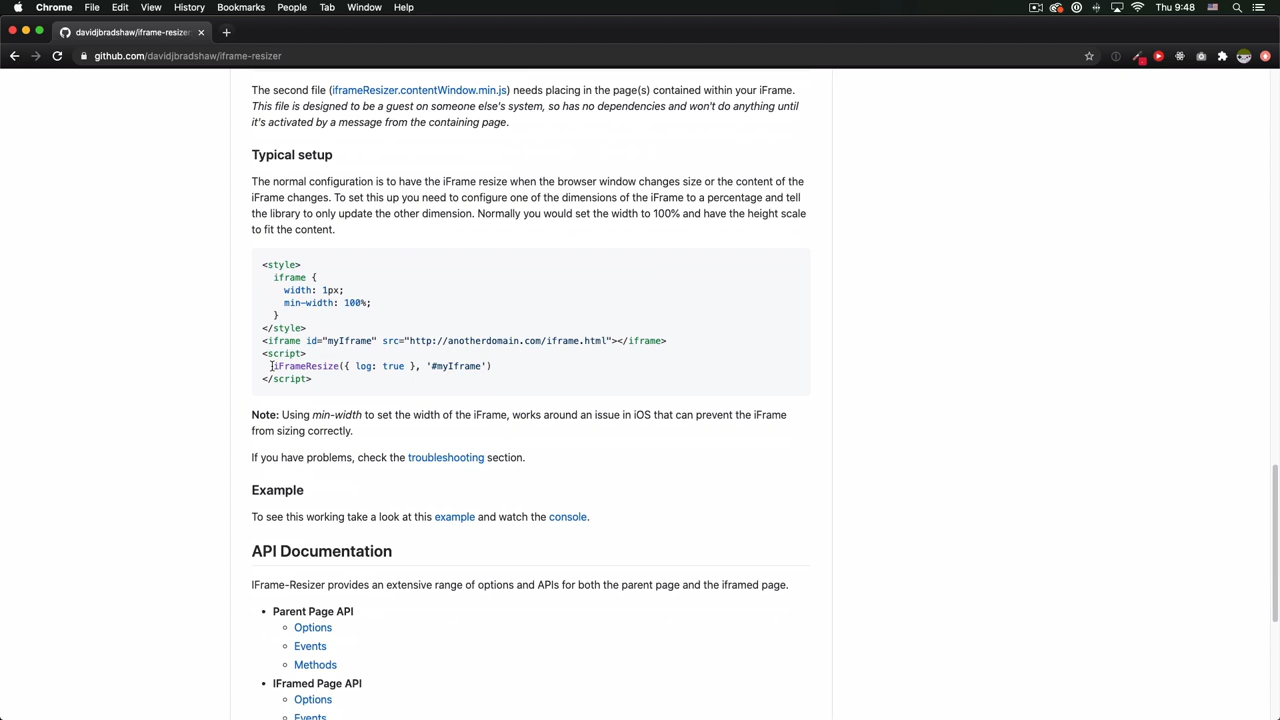 Chrome File Edit View History Bookmarks People Tab Window Help Thu 9:48
davidjbradshaw/iframe-resizer
github.com/davidjbradshaw/iframe-resizer
The second file (iframeResizer.contentWindow.min.js) needs placing in the page(s) contained within your iFrame.
This file is designed to be a guest on someone else's system, so has no dependencies and won't do anything until
it's activated by a message from the containing page.
Typical setup
The normal configuration is to have the iFrame resize when the browser window changes size or the content of the
iFrame changes. To set this up you need to configure one of the dimensions of the iFrame to a percentage and tell
the library to only update the other dimension. Normally you would set the width to 100% and have the height scale
to fit the content.
<style>
  iframe {
    width: 1px;
    min-width: 100%;
  }
</style>
<iframe id="myIframe" src="http://anotherdomain.com/iframe.html"></iframe>
<script>
  iFrameResize({ log: true }, '#myIframe')
</script>
Note: Using min-width to set the width of the iFrame, works around an issue in iOS that can prevent the iFrame
from sizing correctly.
If you have problems, check the troubleshooting section.
Example
To see this working take a look at this example and watch the console.
API Documentation
IFrame-Resizer provides an extensive range of options and APIs for both the parent page and the iframed page.
• Parent Page API
◦ Options
◦ Events
◦ Methods
• IFramed Page API
◦ Options
◦ Events